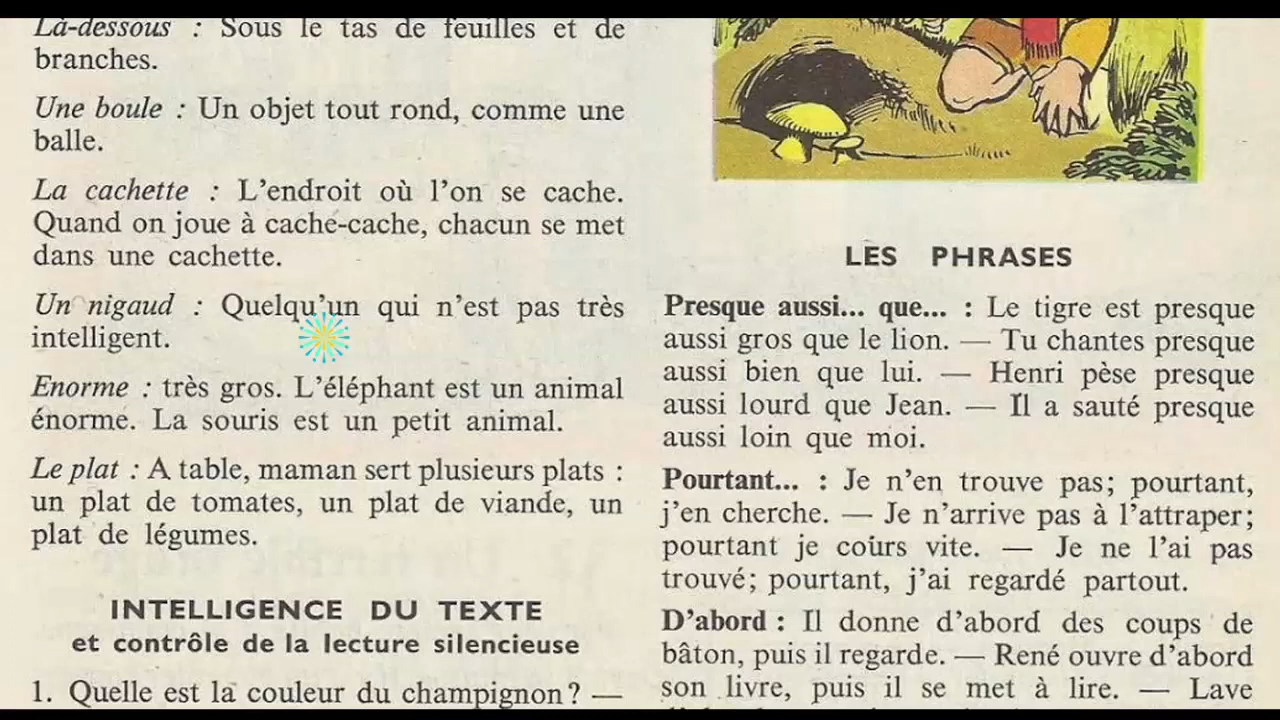 Là-dessous : Sous le tas de feuilles et de
branches.
Une boule : Un objet tout rond, comme une
balle.
La cachette : L'endroit où l'on se cache.
Quand on joue à cache-cache, chacun se met
dans une cachette.
Un nigaud : Quelqu'un qui n'est pas très
intelligent.
Enorme : très gros. L'éléphant est un animal
énorme. La souris est un petit animal.
Le plat : A table, maman sert plusieurs plats :
un plat de tomates, un plat de viande, un
plat de légumes.
INTELLIGENCE DU TEXTE
et contrôle de la lecture silencieuse
1. Quelle est la couleur du champignon? —
LES PHRASES
Presque aussi... que... : Le tigre est presque
aussi gros que le lion. — Tu chantes presque
aussi bien que lui. — Henri pèse presque
aussi lourd que Jean. — Il a sauté presque
aussi loin que moi.
Pourtant... : Je n'en trouve pas; pourtant,
j'en cherche. — Je n'arrive pas à l'attraper;
pourtant je cours vite. — Je ne l'ai pas
trouvé; pourtant, j'ai regardé partout.
D'abord : Il donne d'abord des coups de
bâton, puis il regarde. — René ouvre d'abord
son livre, puis il se met à lire. — Lave